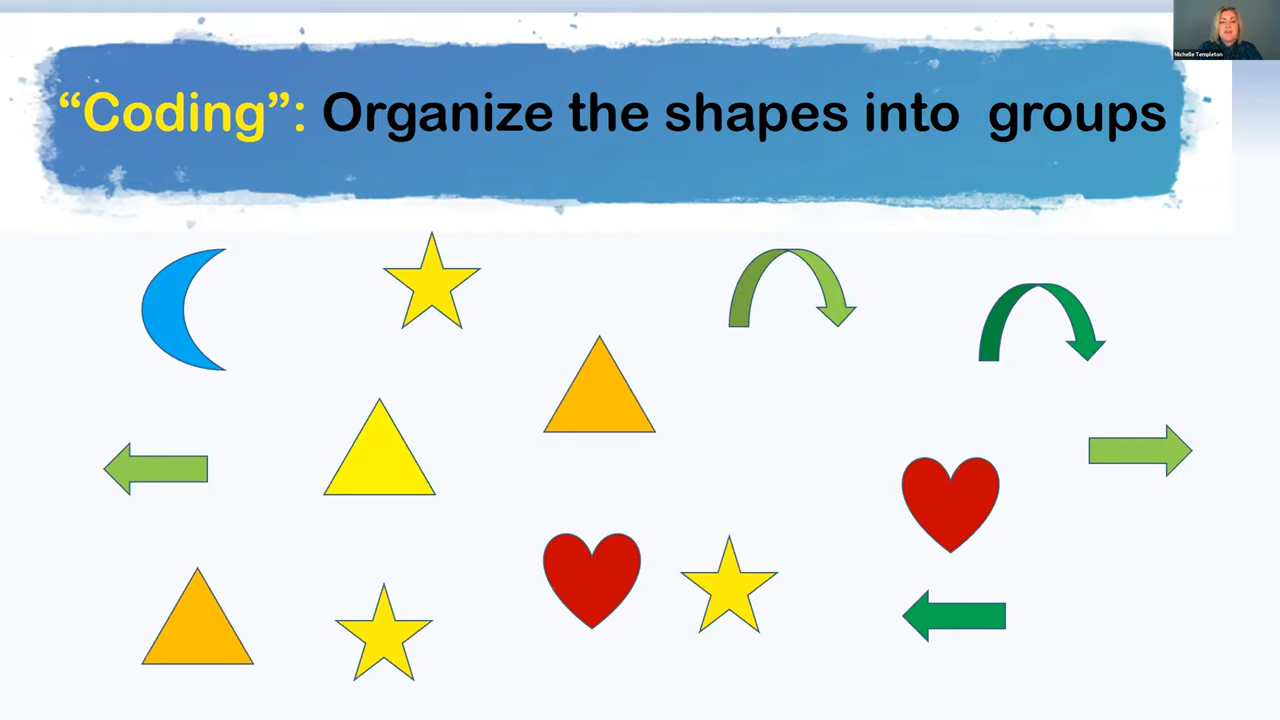 Michelle Templeton
“Coding”: Organize the shapes into  groups